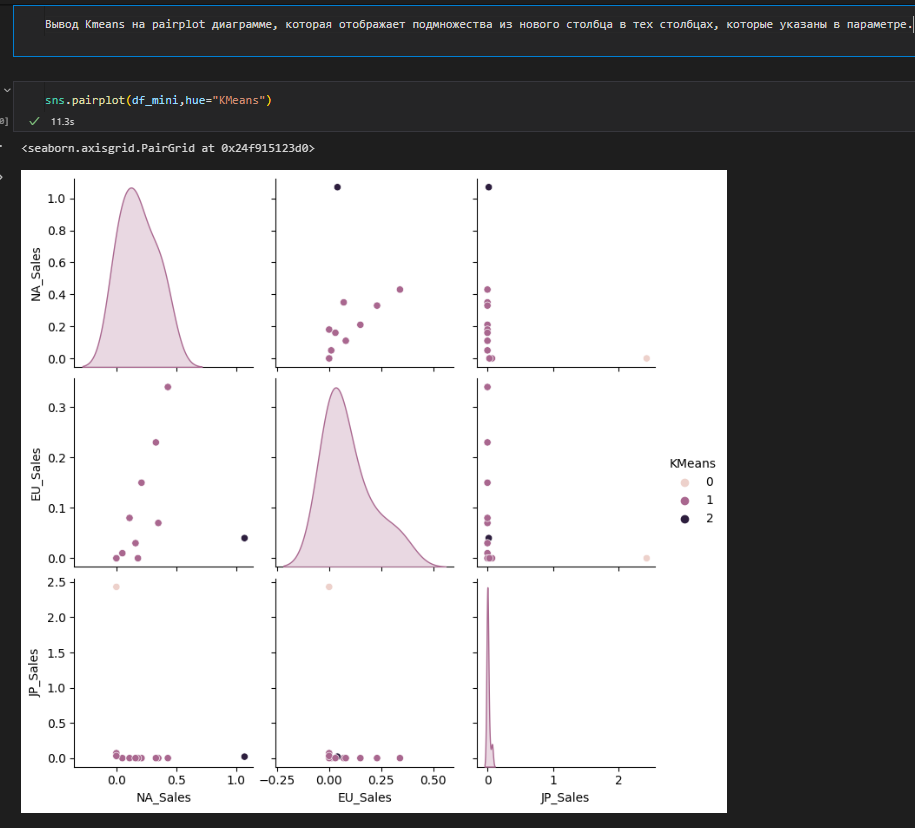 Вывод Kmeans на pairplot диаграмме, которая отображает подмножества из нового столбца в тех столбцах, которые указаны в параметре.
sns.pairplot(df_mini,hue="KMeans")
11.3s
<seaborn.axisgrid.PairGrid at 0x24f915123d0>
1.0
0.8
0.6
0.4
0.2
0.0
NA_Sales
0.3
0.2
0.1
0.0
EU_Sales
KMeans
0
1
2
2.5
2.0
1.5
1.0
0.5
0.0
JP_Sales
0.0 0.5 1.0
−0.25 0.00 0.25 0.50
0 1 2
NA_Sales
EU_Sales
JP_Sales